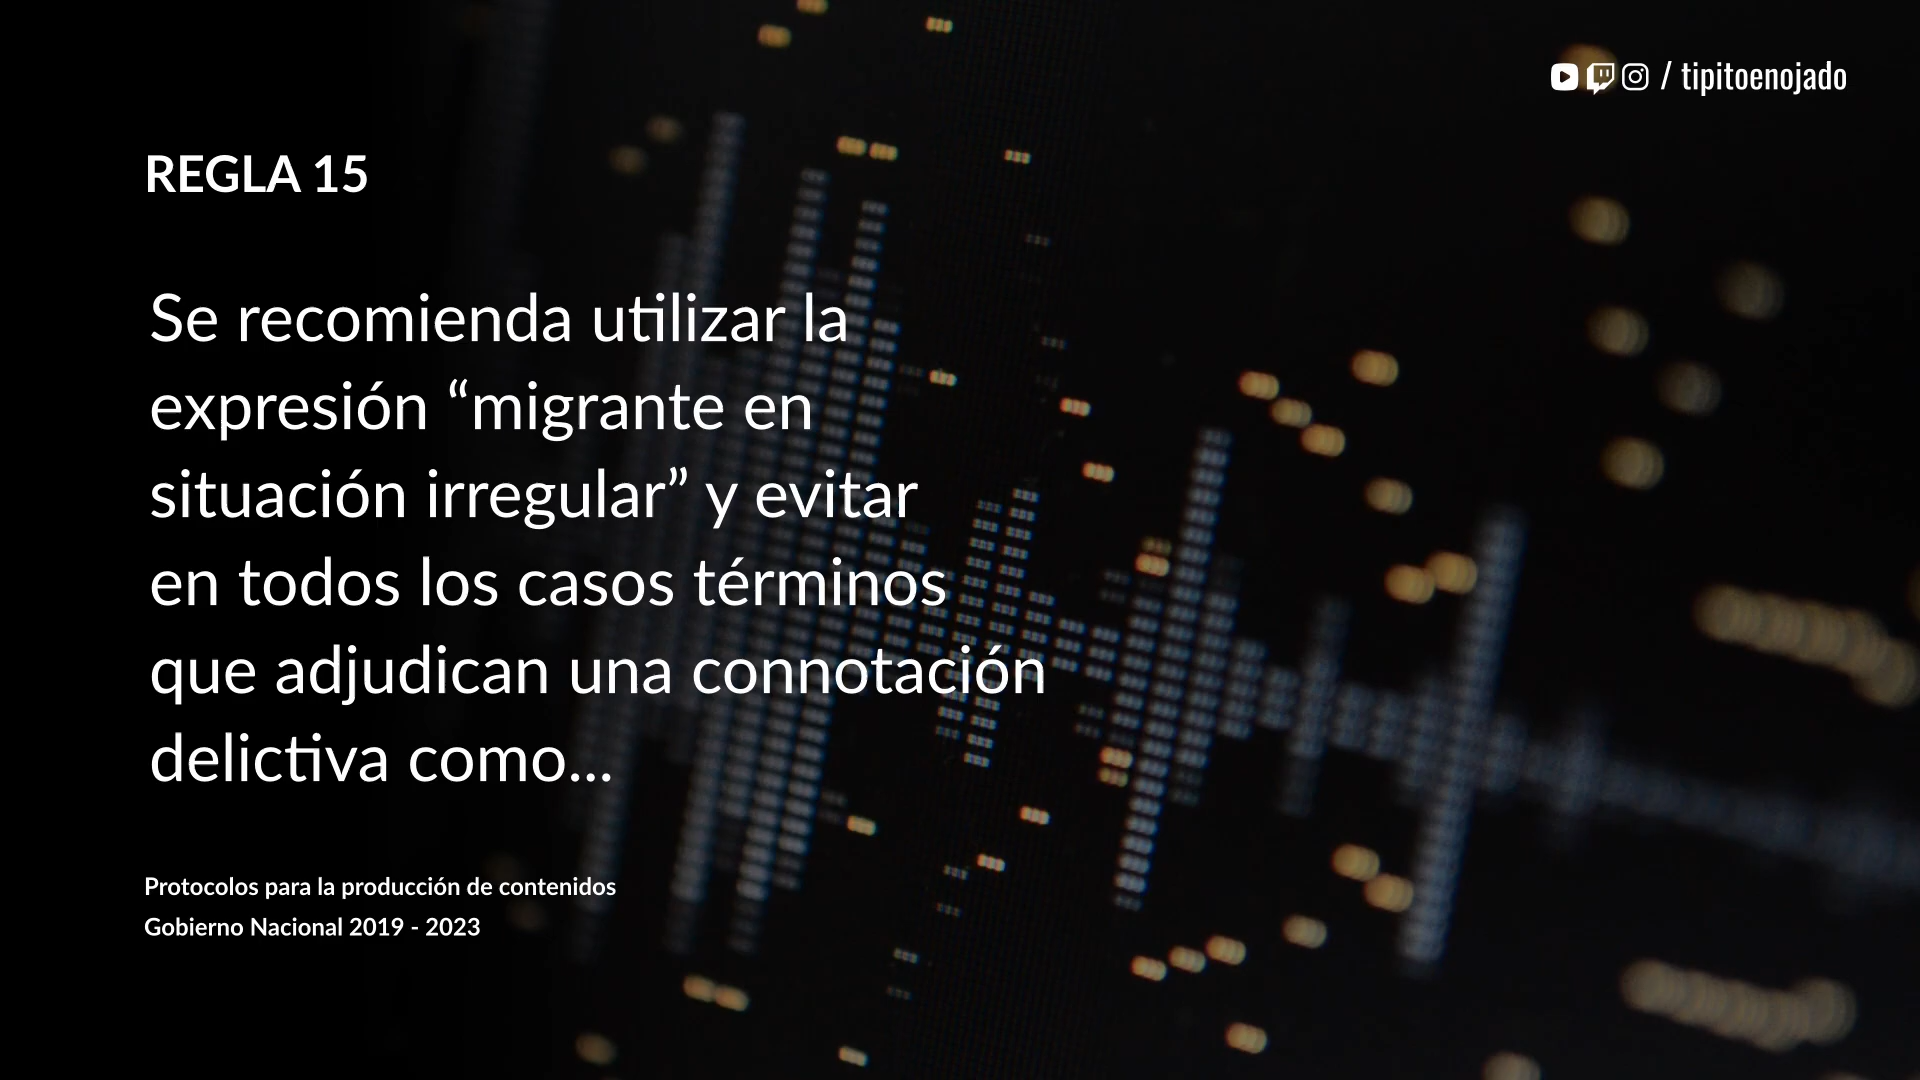 / tipitoenojado
REGLA 15
Se recomienda utilizar la
expresión “migrante en
situación irregular” y evitar
en todos los casos términos
que adjudican una connotación
delictiva como...
Protocolos para la producción de contenidos
Gobierno Nacional 2019 - 2023